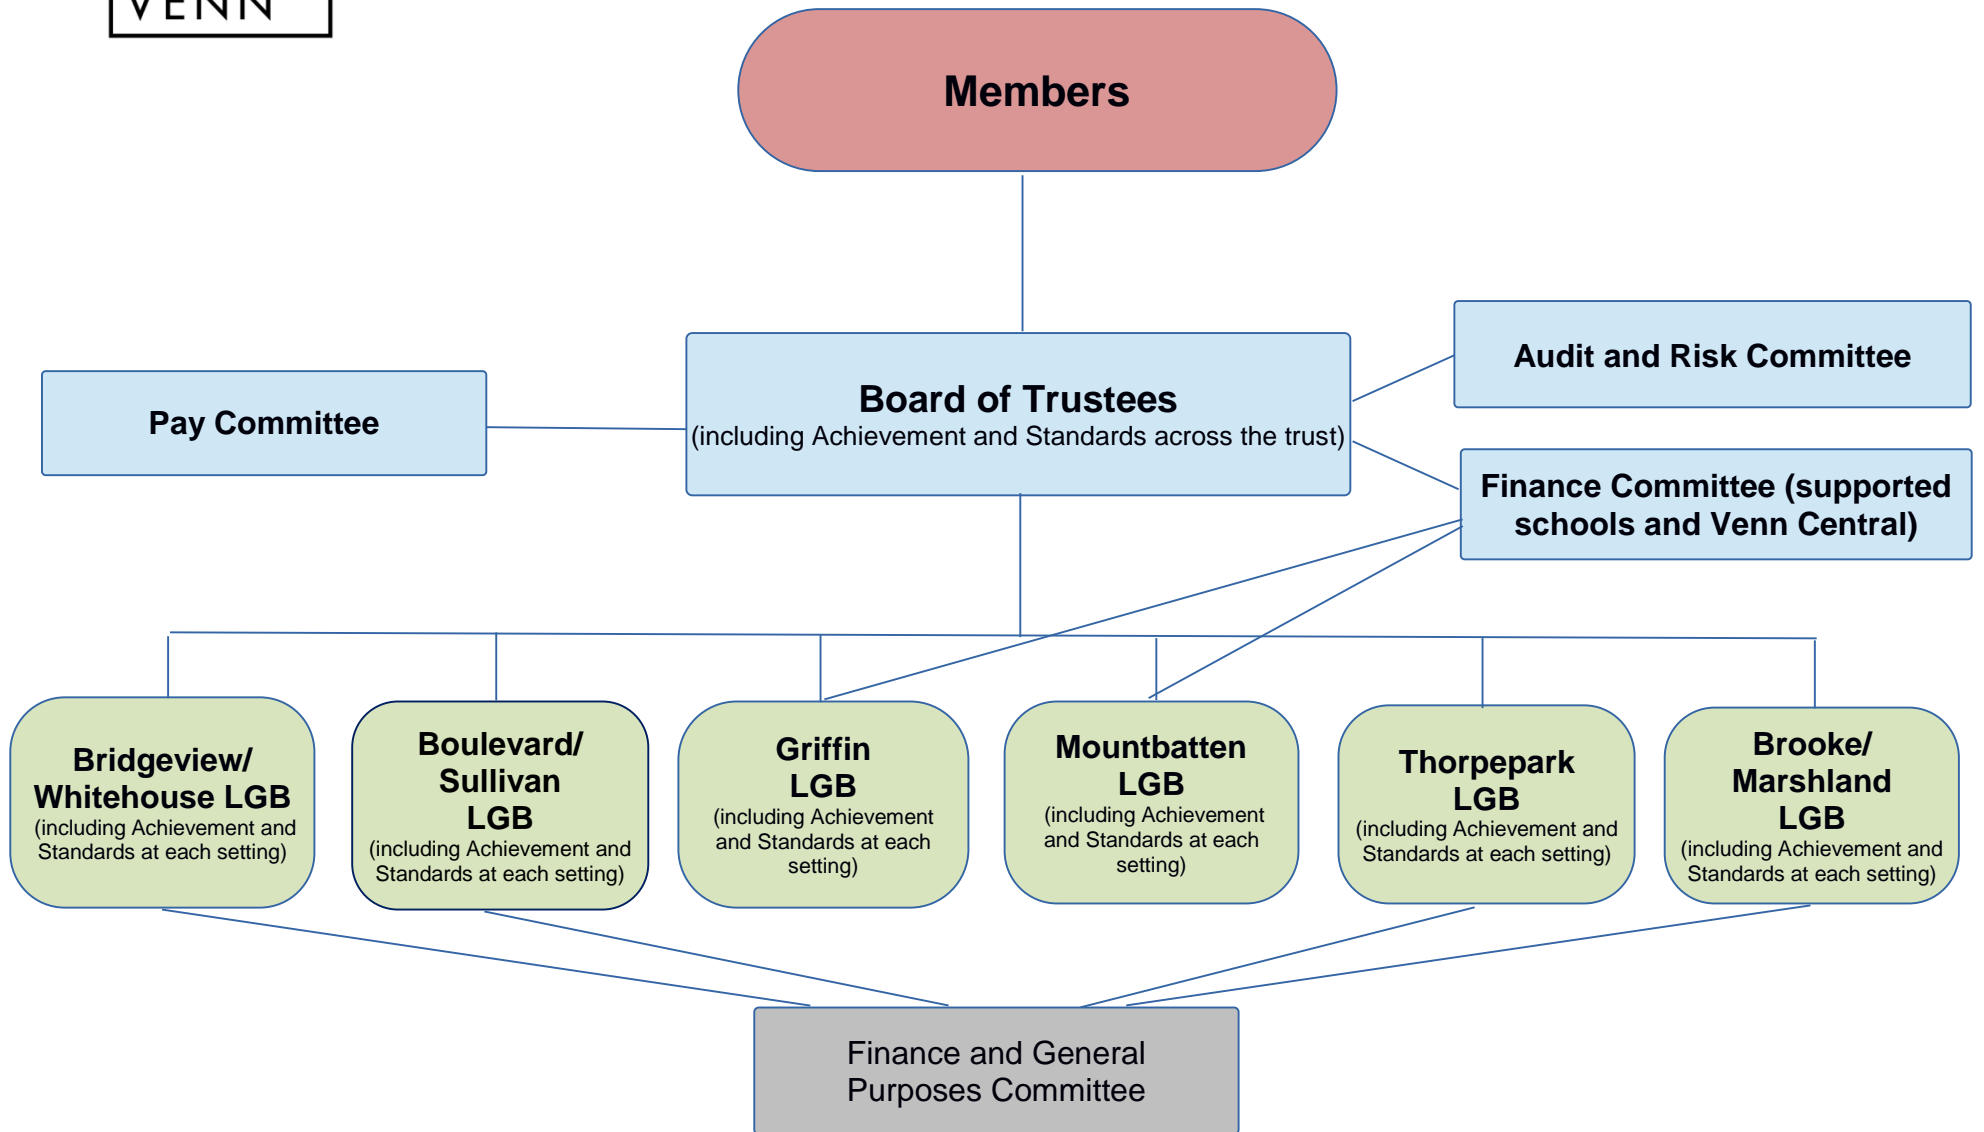 VENN
Members
Audit and Risk Committee
Pay Committee
Board of Trustees
(including Achievement and Standards across the trust)
Finance Committee (supported
schools and Venn Central)
Bridgeview/
Whitehouse LGB
(including Achievement and
Standards at each setting)
Boulevard/
Sullivan
LGB
(including Achievement and
Standards at each setting)
Griffin
LGB
(including Achievement
and Standards at each
setting)
Mountbatten
LGB
(including Achievement
and Standards at each
setting)
Thorpepark
LGB
(including Achievement and
Standards at each setting)
Brooke/
Marshland
LGB
(including Achievement and
Standards at each setting)
Finance and General
Purposes Committee